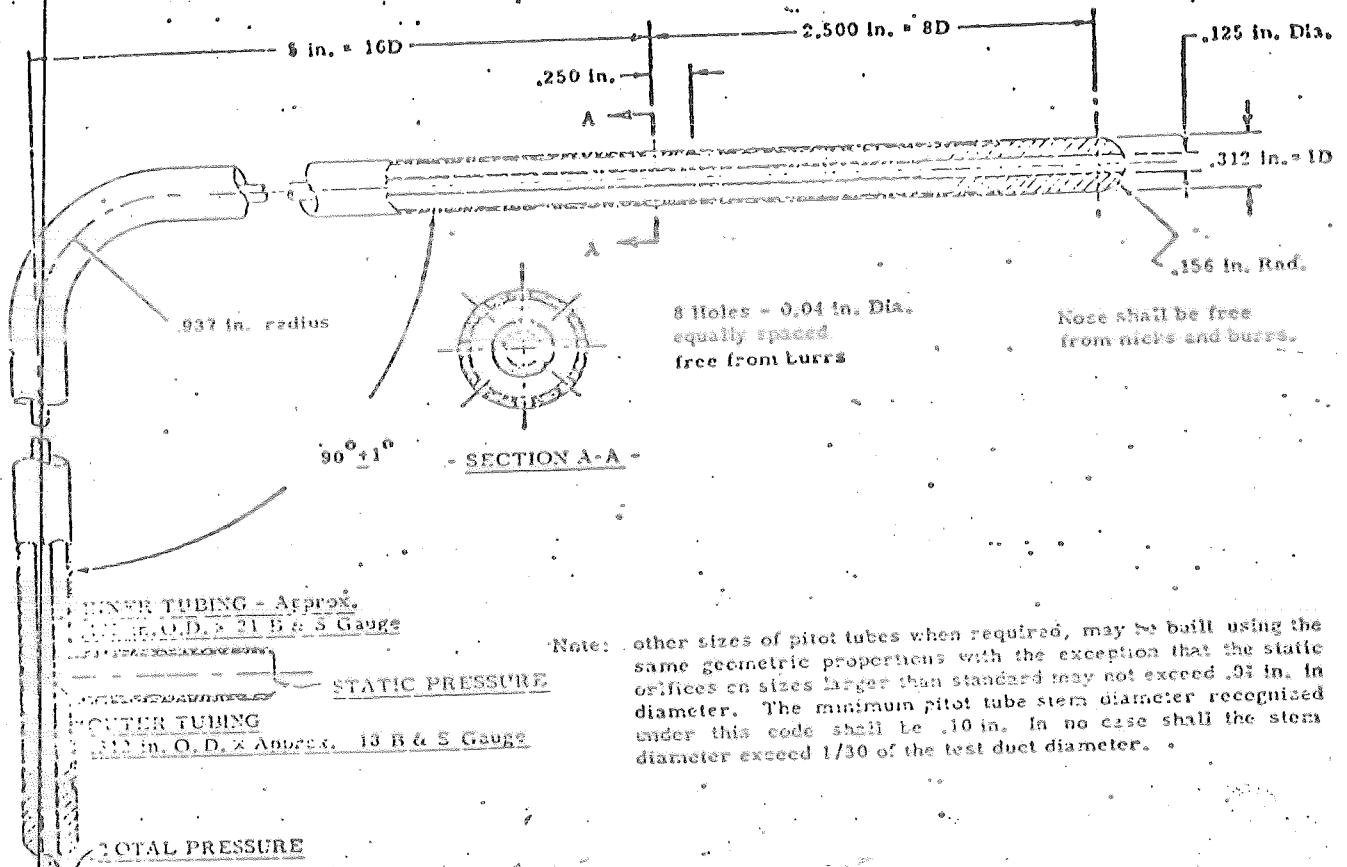 5 in. = 16D
2.500 in. = 8D
.125 in. Dia.
.250 in.
A
.312 in. = 1D
A
.156 in. Rad.
.937 in. radius
8 Holes - 0.04 in. Dia.
equally spaced
free from burrs
Nose shall be free
from nicks and burrs.
90° ±1°
- SECTION A-A -
INNER TUBING - Approx.
in. O.D. x 21 B & S Gauge
STATIC PRESSURE
OUTER TUBING
.312 in. O. D. x Approx. 18 B & S Gauge
Note: other sizes of pitot tubes when required, may be built using the
same geometric proportions with the exception that the static
orifices on sizes larger than standard may not exceed .04 in. in
diameter. The minimum pitot tube stem diameter recognized
under this code shall be .10 in. In no case shall the stem
diameter exceed 1/30 of the test duct diameter.
TOTAL PRESSURE